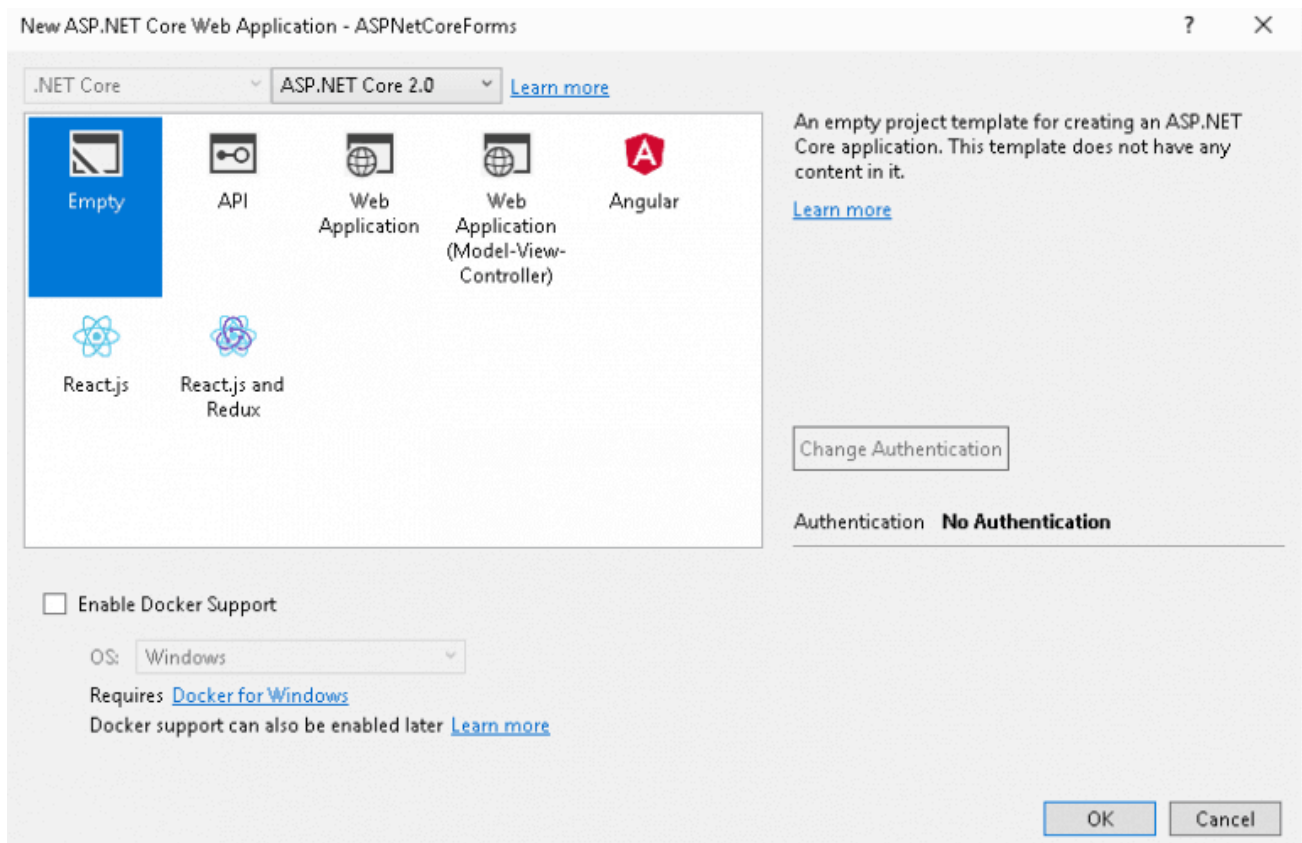 New ASP.NET Core Web Application - ASPNetCoreForms
?
.NET Core
ASP.NET Core 2.0
Learn more
Empty
API
Web
Application
Web
Application
(Model-View-
Controller)
Angular
React.js
React.js and
Redux
An empty project template for creating an ASP.NET
Core application. This template does not have any
content in it.
Learn more
Change Authentication
Authentication No Authentication
Enable Docker Support
OS: Windows
Requires Docker for Windows
Docker support can also be enabled later Learn more
OK
Cancel